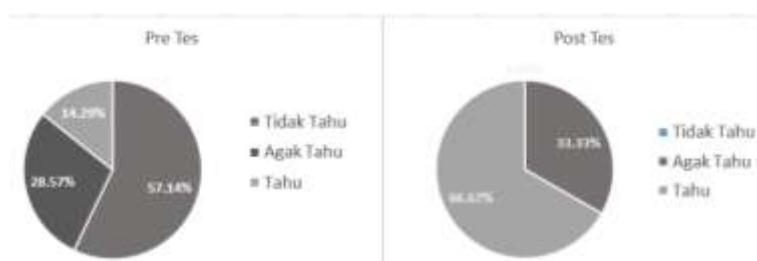 Pre Tes
14.29%
28.57%
57.14%
Tidak Tahu
Agak Tahu
Tahu
Post Tes
33.33%
66.67%
Tidak Tahu
Agak Tahu
Tahu